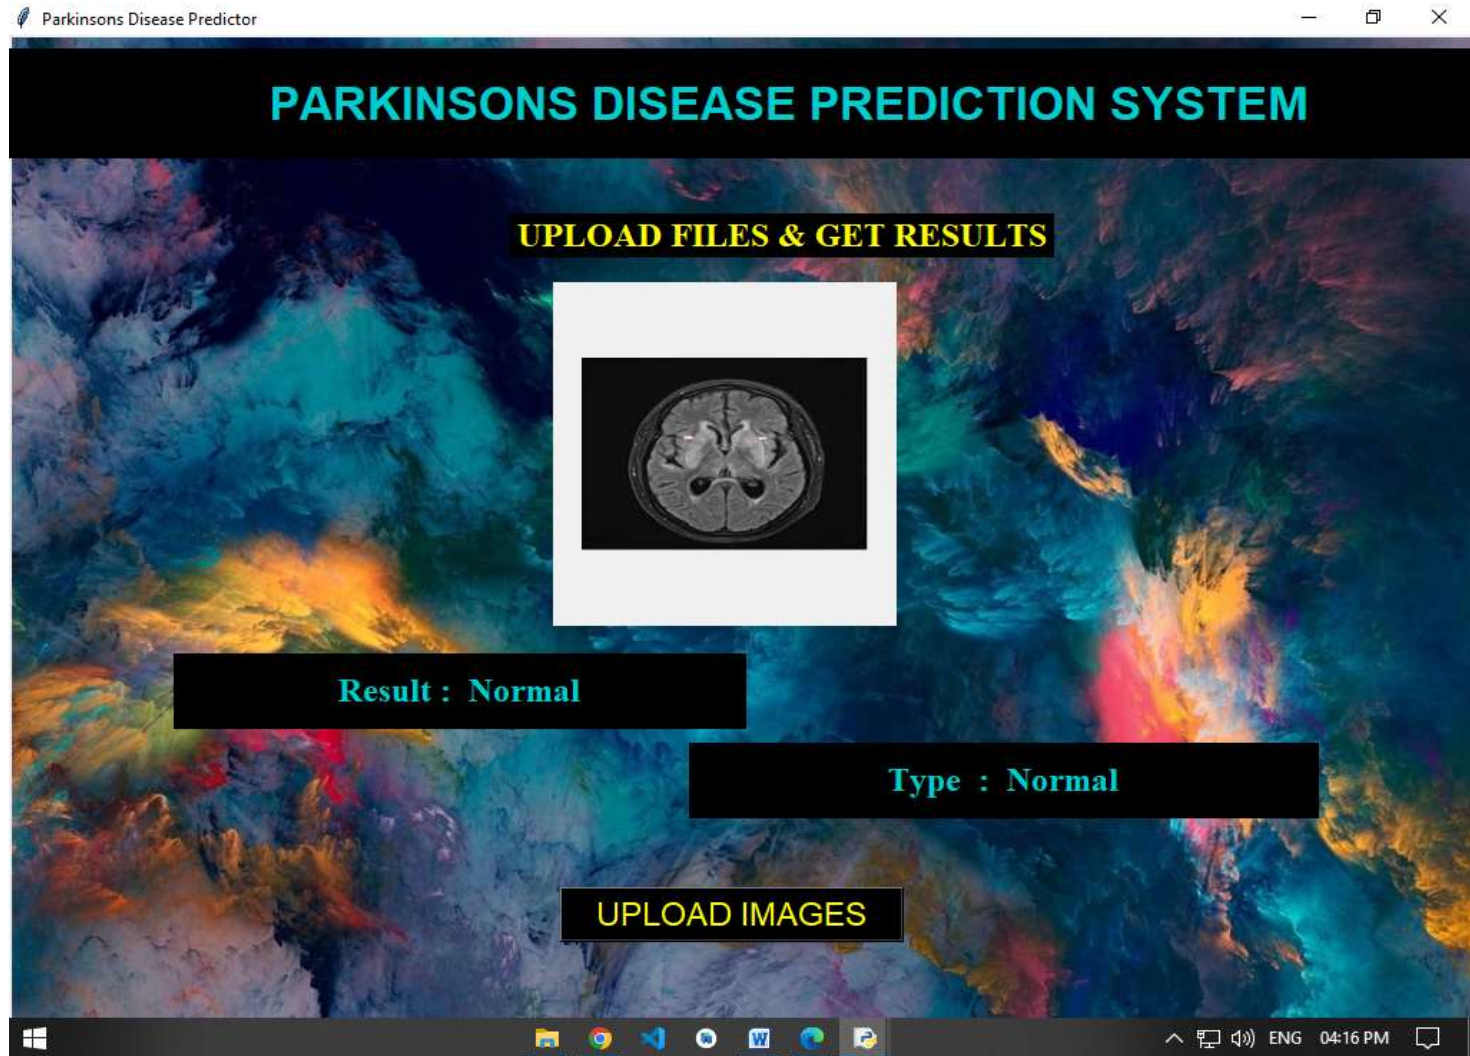 Parkinsons Disease Predictor
PARKINSONS DISEASE PREDICTION SYSTEM
UPLOAD FILES & GET RESULTS
Result : Normal
Type : Normal
UPLOAD IMAGES
ENG 04:16 PM